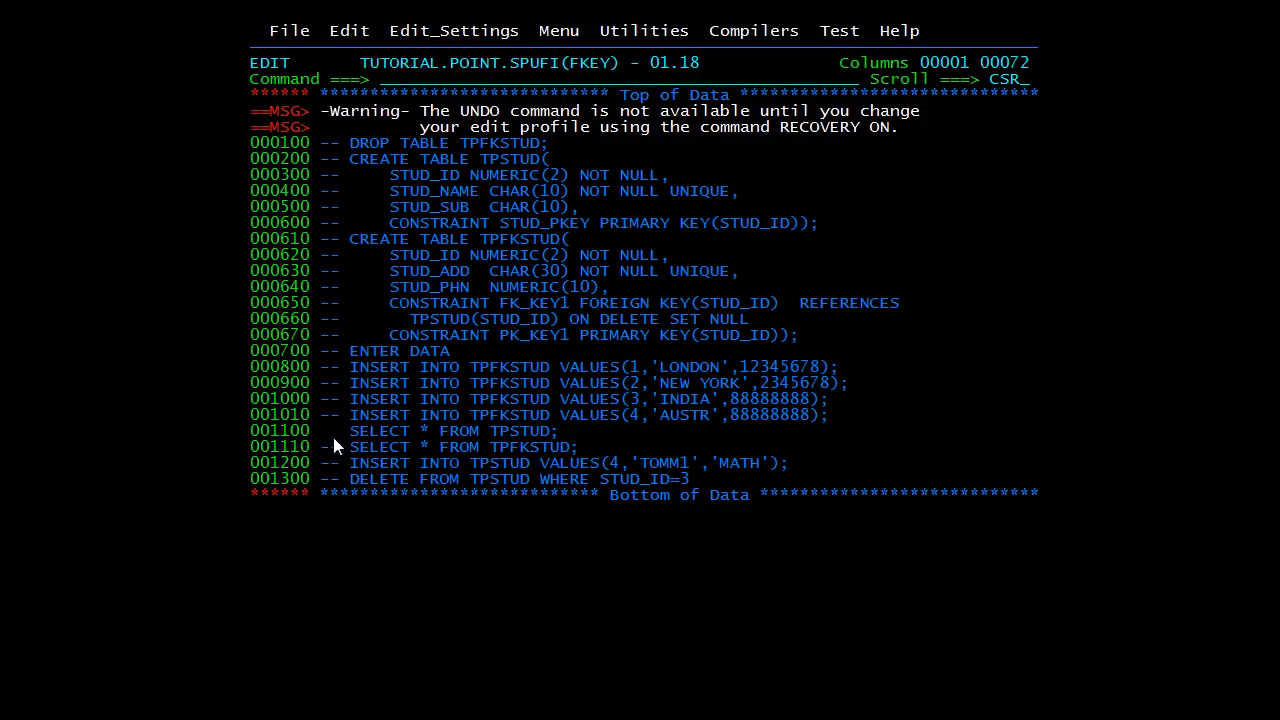 File Edit Edit_Settings Menu Utilities Compilers Test Help
EDIT TUTORIAL.POINT.SPUFI(FKEY) - 01.18 Columns 00001 00072
Command ===> Scroll ===> CSR_
****** ***************************** Top of Data ******************************
==MSG> -Warning- The UNDO command is not available until you change
==MSG> your edit profile using the command RECOVERY ON.
000100 -- DROP TABLE TPFKSTUD;
000200 -- CREATE TABLE TPSTUD(
000300 -- STUD_ID NUMERIC(2) NOT NULL,
000400 -- STUD_NAME CHAR(10) NOT NULL UNIQUE,
000500 -- STUD_SUB CHAR(10),
000600 -- CONSTRAINT STUD_PKEY PRIMARY KEY(STUD_ID));
000610 -- CREATE TABLE TPFKSTUD(
000620 -- STUD_ID NUMERIC(2) NOT NULL,
000630 -- STUD_ADD CHAR(30) NOT NULL UNIQUE,
000640 -- STUD_PHN NUMERIC(10),
000650 -- CONSTRAINT FK_KEY1 FOREIGN KEY(STUD_ID) REFERENCES
000660 -- TPSTUD(STUD_ID) ON DELETE SET NULL
000670 -- CONSTRAINT PK_KEY1 PRIMARY KEY(STUD_ID));
000700 -- ENTER DATA
000800 -- INSERT INTO TPFKSTUD VALUES(1,'LONDON',12345678);
000900 -- INSERT INTO TPFKSTUD VALUES(2,'NEW YORK',2345678);
001000 -- INSERT INTO TPFKSTUD VALUES(3,'INDIA',88888888);
001010 -- INSERT INTO TPFKSTUD VALUES(4,'AUSTR',88888888);
001100 SELECT * FROM TPSTUD;
001110 -- SELECT * FROM TPFKSTUD;
001200 -- INSERT INTO TPSTUD VALUES(4,'TOMM1','MATH');
001300 -- DELETE FROM TPSTUD WHERE STUD_ID=3
****** **************************** Bottom of Data ****************************